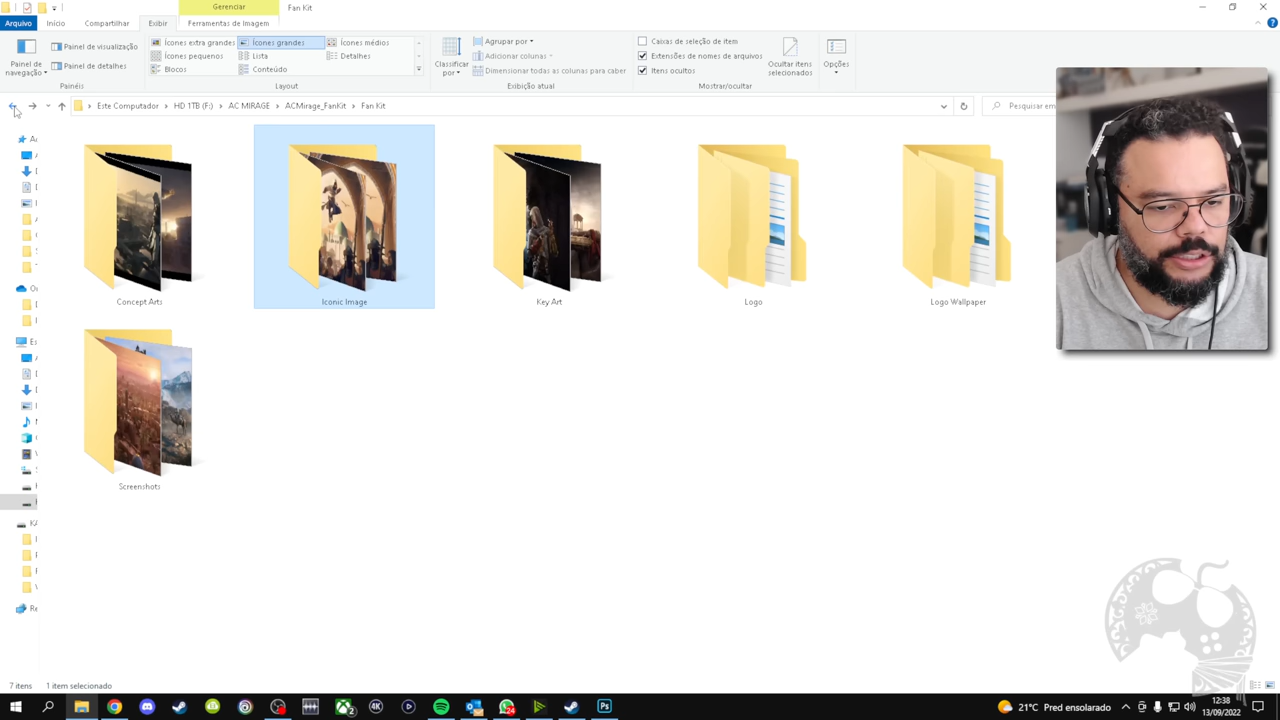 Gerenciar
Fan Kit
Arquivo
Início
Compartilhar
Exibir
Ferramentas de Imagem
Painel de navegação
Painel de visualização
Painel de detalhes
Painéis
Ícones extra grandes
Ícones grandes
Ícones médios
Ícones pequenos
Lista
Detalhes
Blocos
Conteúdo
Layout
Classificar por
Agrupar por
Adicionar colunas
Dimensionar todas as colunas para caber
Exibição atual
Caixas de seleção de item
Extensões de nomes de arquivos
Itens ocultos
Ocultar itens selecionados
Mostrar/ocultar
Opções
Este Computador > HD 1TB (F:) > AC MIRAGE > ACMirage_FanKit > Fan Kit
Pesquisar em
Concept Arts
Iconic Image
Key Art
Logo
Logo Wallpaper
Screenshots
7 itens
1 item selecionado
4K
2
24
Ps
21°C Pred ensolarado
12:38
13/09/2022